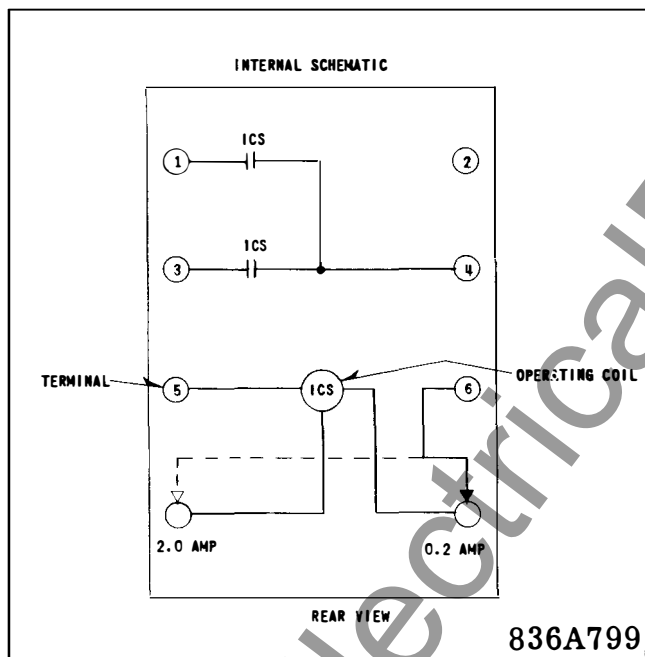 INTERNAL SCHEMATIC
ICS
1
2
ICS
3
4
TERMINAL
5
ICS
6
OPERATING COIL
2.0 AMP
0.2 AMP
REAR VIEW
836A799